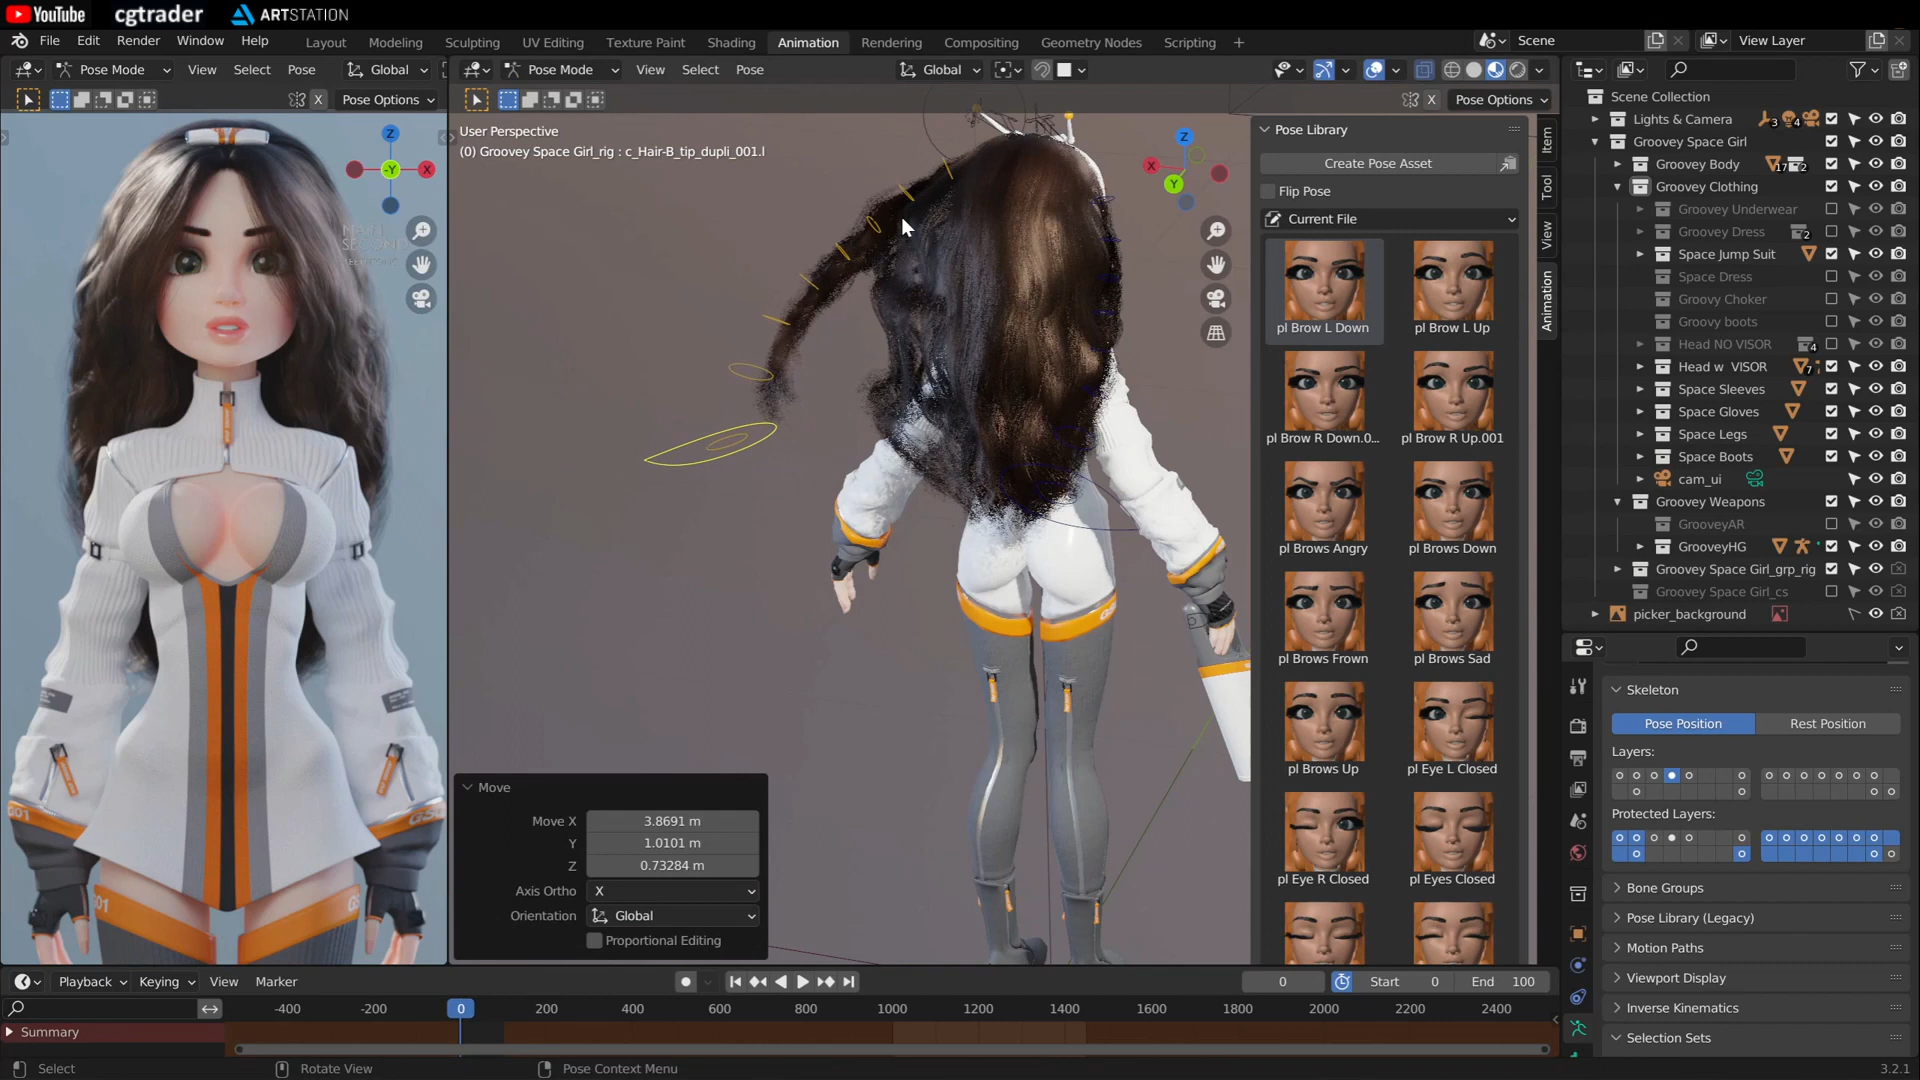 YouTube cgtrader ARTSTATION
File Edit Render Window Help Layout Modeling Sculpting UV Editing Texture Paint Shading Animation Rendering Compositing Geometry Nodes Scripting + Scene View Layer
Pose Mode View Select Pose Global Pose Mode View Select Pose Global
X Pose Options X Pose Options
User Perspective
(0) Groovey Space Girl_rig : c_Hair-B_tip_dupli_001.l
Z
-Y
X
Z
X
Y
Pose Library
Create Pose Asset
Flip Pose
Current File
pl Brow L Down pl Brow L Up
pl Brow R Down.0... pl Brow R Up.001
pl Brows Angry pl Brows Down
pl Brows Frown pl Brows Sad
pl Brows Up pl Eye L Closed
pl Eye R Closed pl Eyes Closed
Item
Tool
View
Animation
Scene Collection
Lights & Camera 3 4
Groovey Space Girl
Groovey Body 17 2
Groovey Clothing
Groovey Underwear
Groovey Dress 2
Space Jump Suit
Space Dress
Groovy Choker
Groovy boots
Head NO VISOR 4
Head w VISOR 7
Space Sleeves
Space Gloves
Space Legs
Space Boots
cam_ui
Groovey Weapons
GrooveyAR
GrooveyHG
Groovey Space Girl_grp_rig
Groovey Space Girl_cs
picker_background
Skeleton
Pose Position Rest Position
Layers:
Protected Layers:
Bone Groups
Pose Library (Legacy)
Motion Paths
Viewport Display
Inverse Kinematics
Selection Sets
Move
Move X 3.8691 m
Y 1.0101 m
Z 0.73284 m
Axis Ortho X
Orientation Global
Proportional Editing
Playback Keying View Marker 0 Start 0 End 100
-400 -200 0 200 400 600 800 1000 1200 1400 1600 1800 2000 2200 2400
Summary
Select Rotate View Pose Context Menu 3.2.1